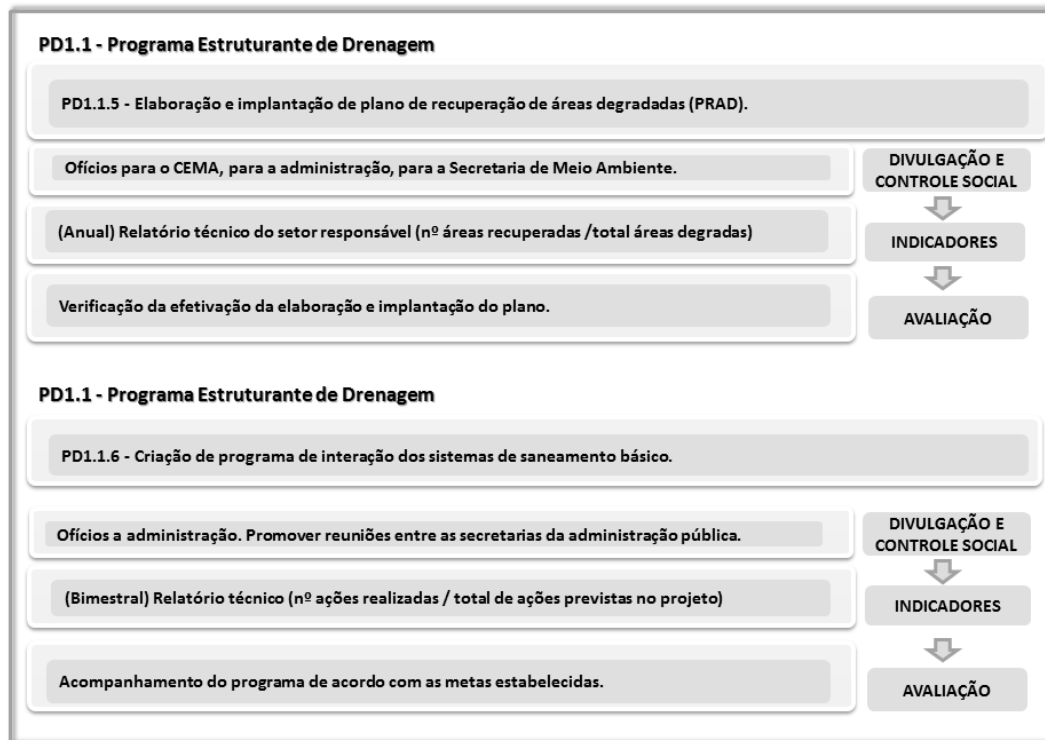 PD1.1 - Programa Estruturante de Drenagem
PD1.1.5 - Elaboração e implantação de plano de recuperação de áreas degradadas (PRAD).
Ofícios para o CEMA, para a administração, para a Secretaria de Meio Ambiente.
DIVULGAÇÃO E
CONTROLE SOCIAL
(Anual) Relatório técnico do setor responsável (nº áreas recuperadas /total áreas degradas)
INDICADORES
Verificação da efetivação da elaboração e implantação do plano.
AVALIAÇÃO
PD1.1 - Programa Estruturante de Drenagem
PD1.1.6 - Criação de programa de interação dos sistemas de saneamento básico.
Ofícios a administração. Promover reuniões entre as secretarias da administração pública.
DIVULGAÇÃO E
CONTROLE SOCIAL
(Bimestral) Relatório técnico (nº ações realizadas / total de ações previstas no projeto)
INDICADORES
Acompanhamento do programa de acordo com as metas estabelecidas.
AVALIAÇÃO